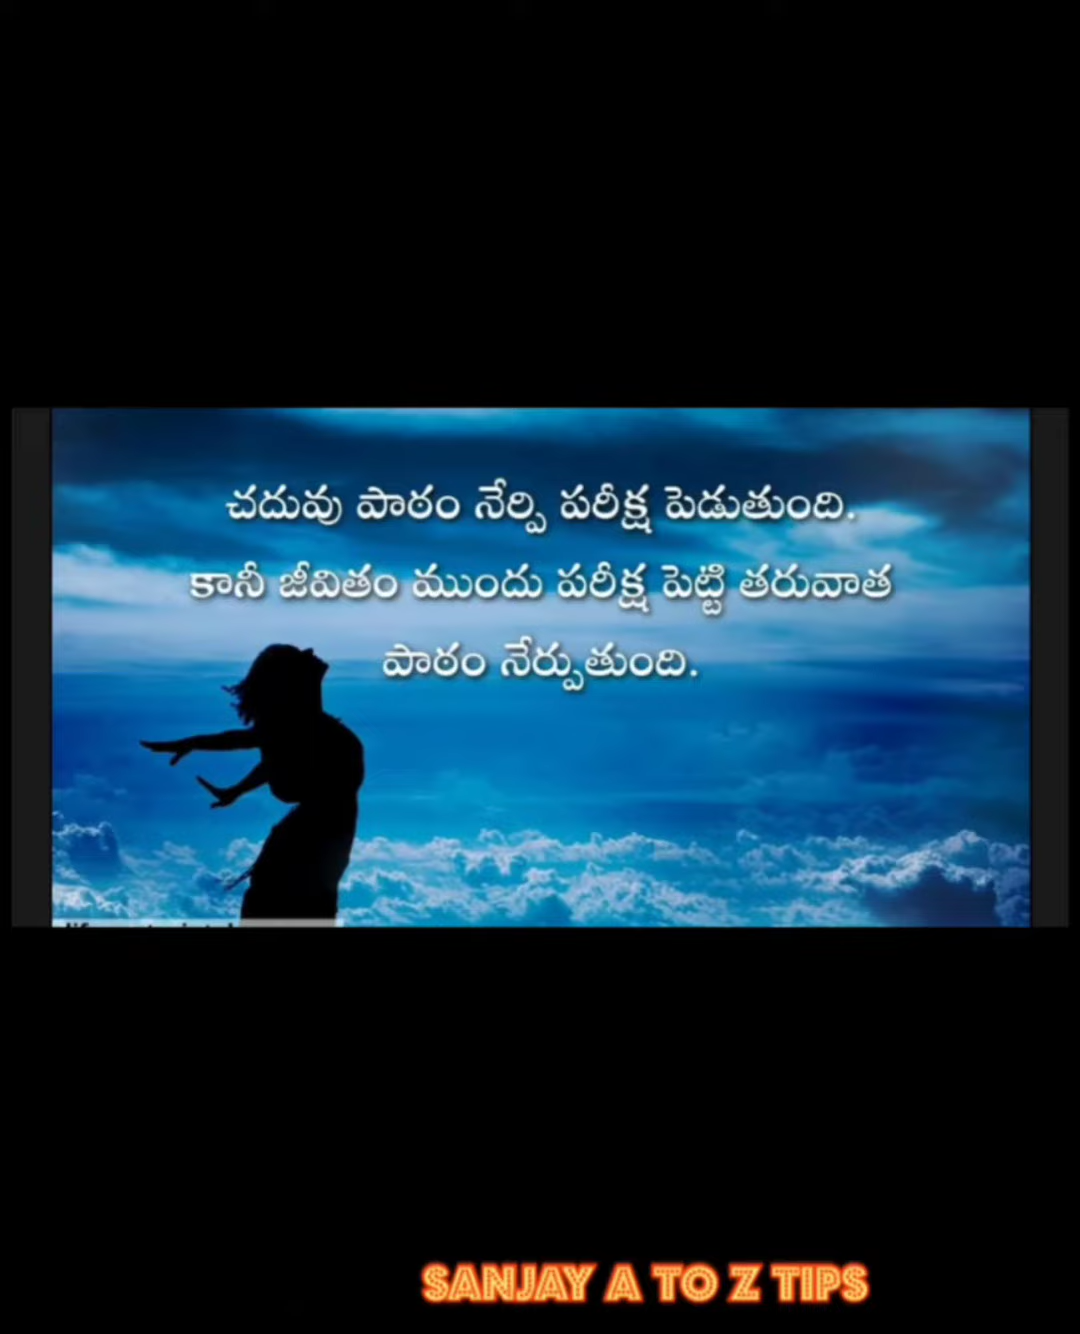 చదువు పాఠం నేర్పి పరీక్ష పెడుతుంది.
కానీ జీవితం ముందు పరీక్ష పెట్టి తరువాత
పాఠం నేర్పుతుంది.
SANJAY A TO Z TIPS